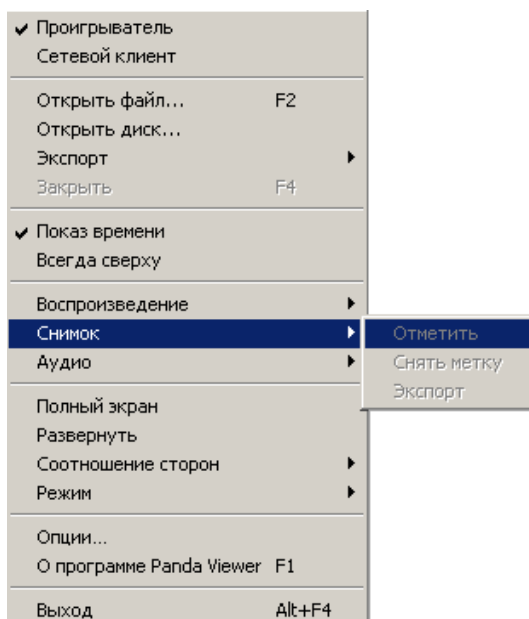 Проигрыватель
Сетевой клиент
Открыть файл... F2
Открыть диск...
Экспорт
Закрыть F4
Показ времени
Всегда сверху
Воспроизведение
Снимок
Отметить
Аудио
Снять метку
Экспорт
Полный экран
Развернуть
Соотношение сторон
Режим
Опции...
О программе Panda Viewer F1
Выход Alt+F4